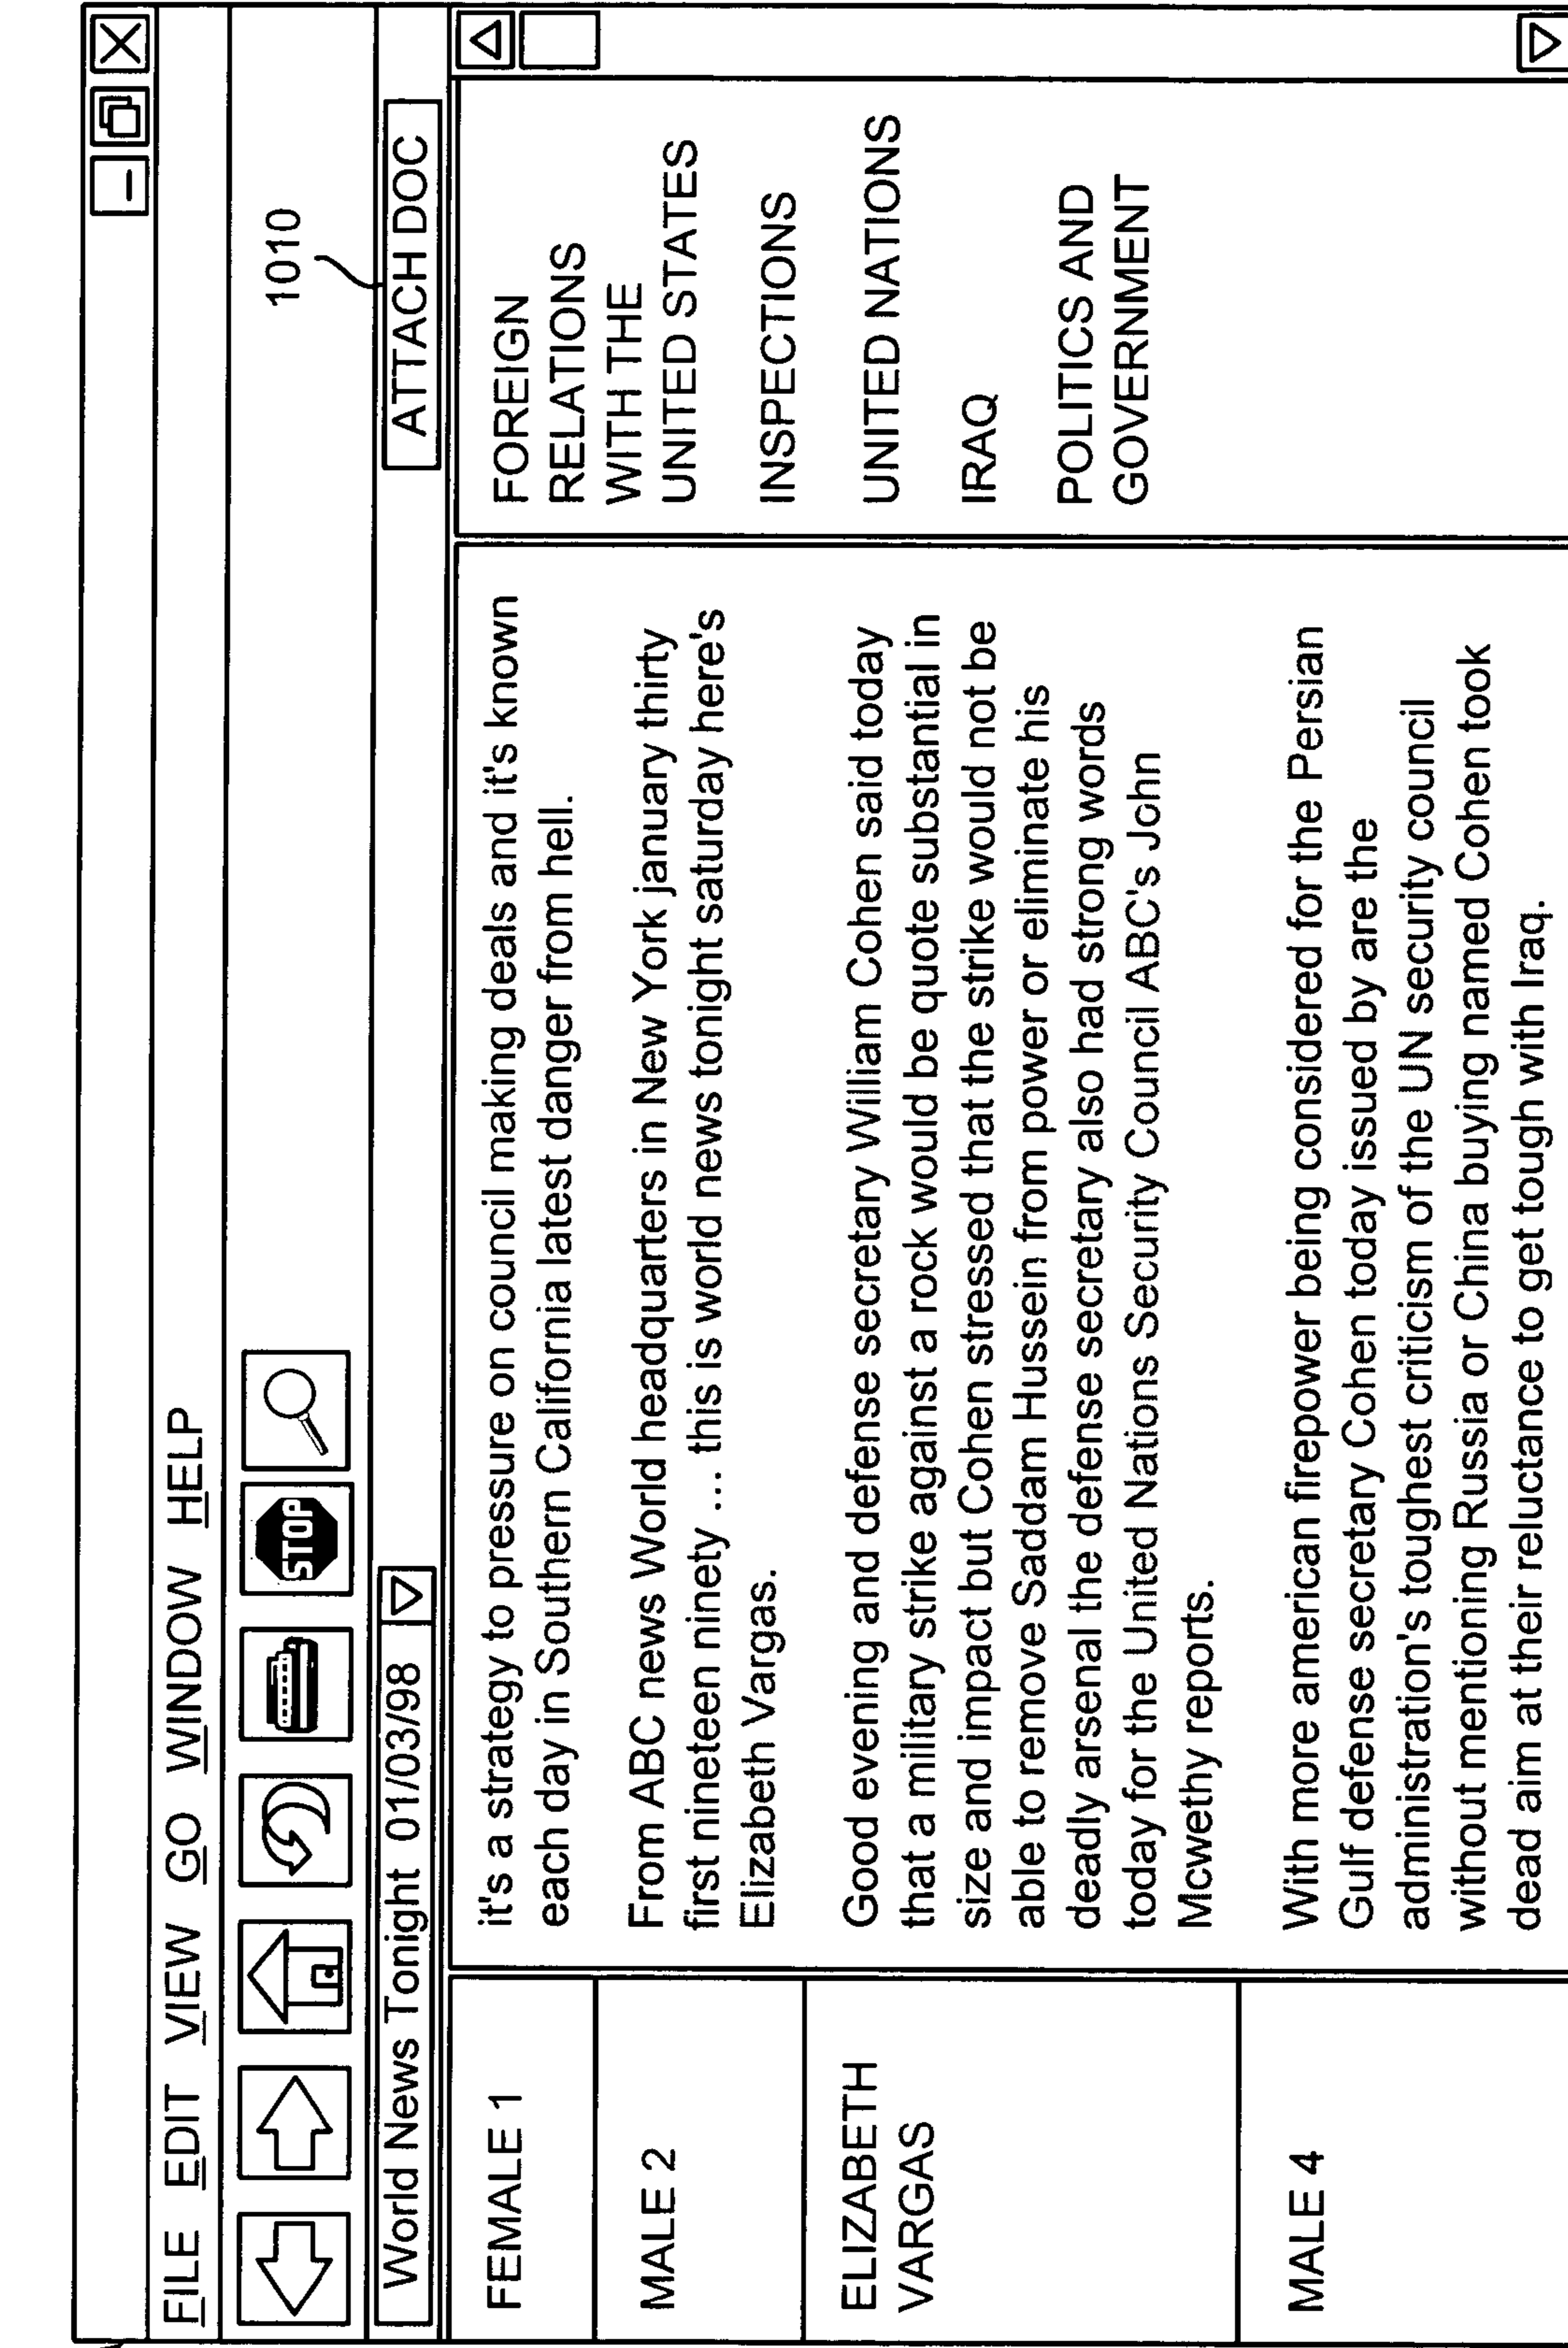 FILE EDIT VIEW GO WINDOW HELP
STOP
1010
World News Tonight 01/03/98
ATTACH DOC
FEMALE 1
it's a strategy to pressure on council making deals and it's known
each day in Southern California latest danger from hell.
MALE 2
From ABC news World headquarters in New York january thirty
first nineteen ninety ... this is world news tonight saturday here's
Elizabeth Vargas.
ELIZABETH
VARGAS
Good evening and defense secretary William Cohen said today
that a military strike against a rock would be quote substantial in
size and impact but Cohen stressed that the strike would not be
able to remove Saddam Hussein from power or eliminate his
deadly arsenal the defense secretary also had strong words
today for the United Nations Security Council ABC's John
Mcwethy reports.
MALE 4
With more american firepower being considered for the Persian
Gulf defense secretary Cohen today issued by are the
administration's toughest criticism of the UN security council
without mentioning Russia or China buying named Cohen took
dead aim at their reluctance to get tough with Iraq.
FOREIGN
RELATIONS
WITH THE
UNITED STATES
INSPECTIONS
UNITED NATIONS
IRAQ
POLITICS AND
GOVERNMENT